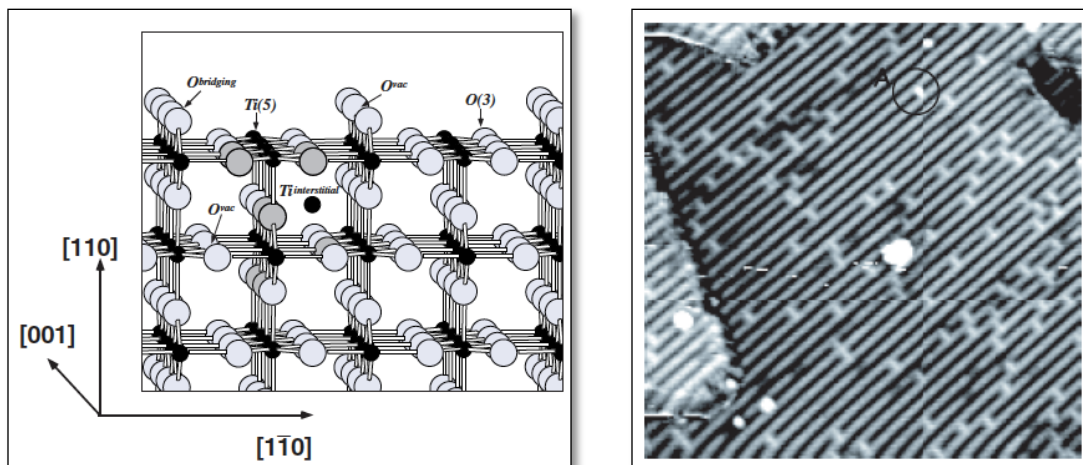 Obridging
Ti(5)
Ovac
O(3)
Tiinterstitial
Ovac
[110]
[001]
[11̄0]
A